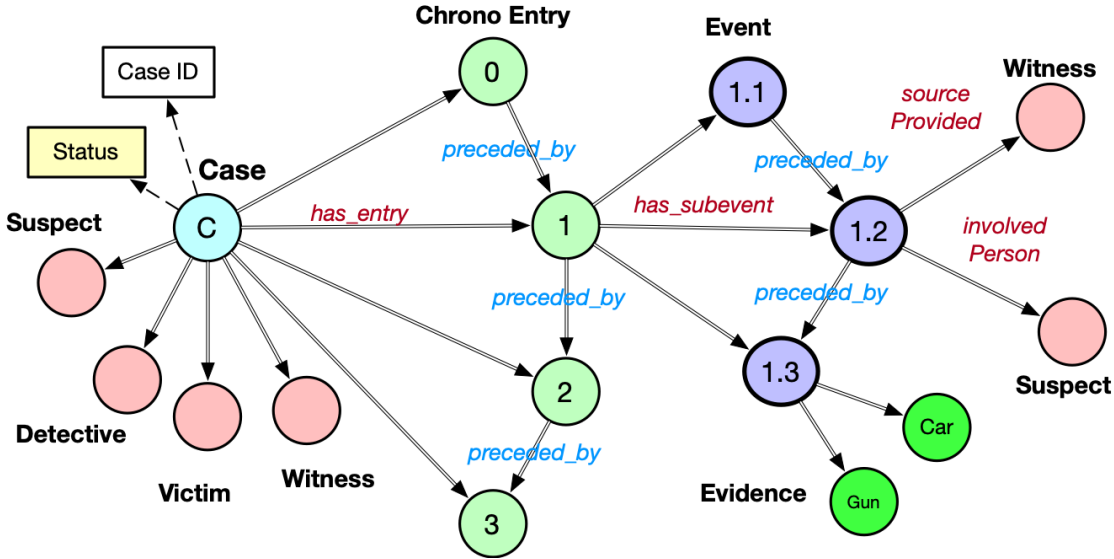 Chrono Entry
Event
Case ID
0
1.1
Witness
source
Provided
Status
preceded_by
preceded_by
Case
Suspect
C
has_entry
1
has_subevent
1.2
involved
Person
preceded_by
preceded_by
1.3
2
Suspect
Car
Detective
preceded_by
Witness
Victim
Evidence
Gun
3